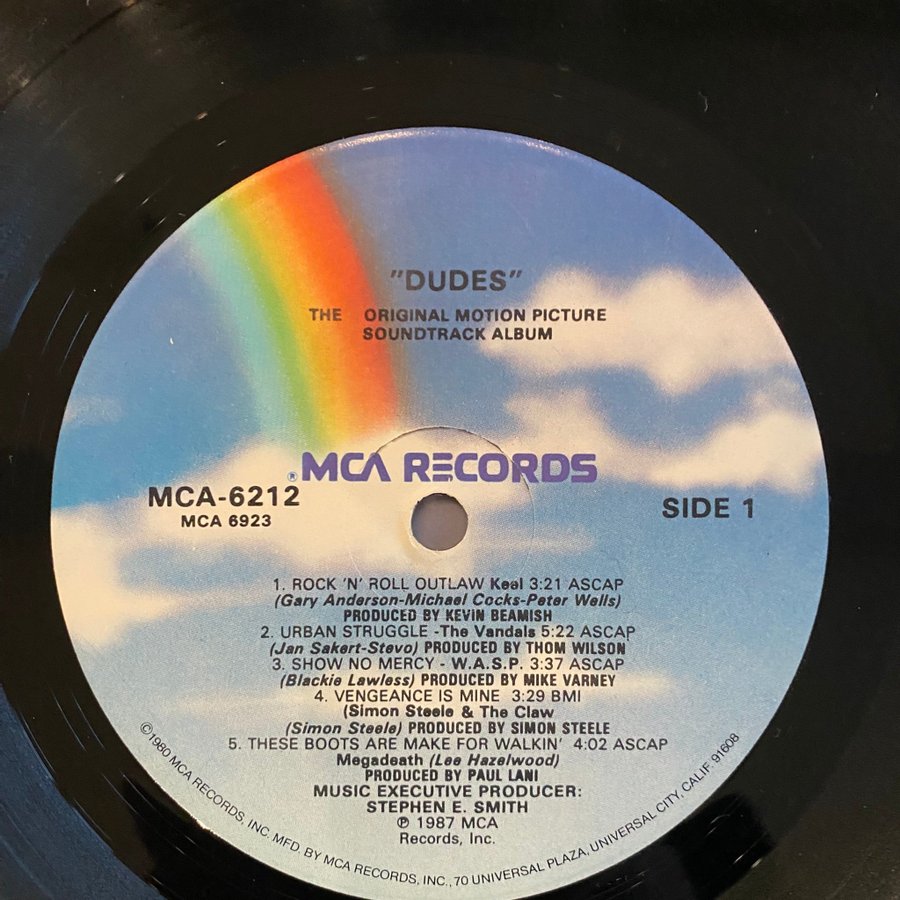 "DUDES"
THE ORIGINAL MOTION PICTURE
SOUNDTRACK ALBUM
® MCA RECORDS
MCA-6212
MCA 6923
SIDE 1
1. ROCK 'N' ROLL OUTLAW Keel 3:21 ASCAP
(Gary Anderson-Michael Cocks-Peter Wells)
PRODUCED BY KEVIN BEAMISH
2. URBAN STRUGGLE -The Vandals 5:22 ASCAP
(Jan Sakert-Stevo) PRODUCED BY THOM WILSON
3. SHOW NO MERCY - W.A.S.P. 3:37 ASCAP
(Blackie Lawless) PRODUCED BY MIKE VARNEY
4. VENGEANCE IS MINE 3:29 BMI
(Simon Steele & The Claw
(Simon Steele) PRODUCED BY SIMON STEELE
5. THESE BOOTS ARE MAKE FOR WALKIN' 4:02 ASCAP
Megadeath (Lee Hazelwood)
PRODUCED BY PAUL LANI
MUSIC EXECUTIVE PRODUCER:
STEPHEN E. SMITH
℗ 1987 MCA
Records, Inc.
©1980 MCA RECORDS, INC. MFD. BY MCA RECORDS, INC., 70 UNIVERSAL PLAZA, UNIVERSAL CITY, CALIF. 91608